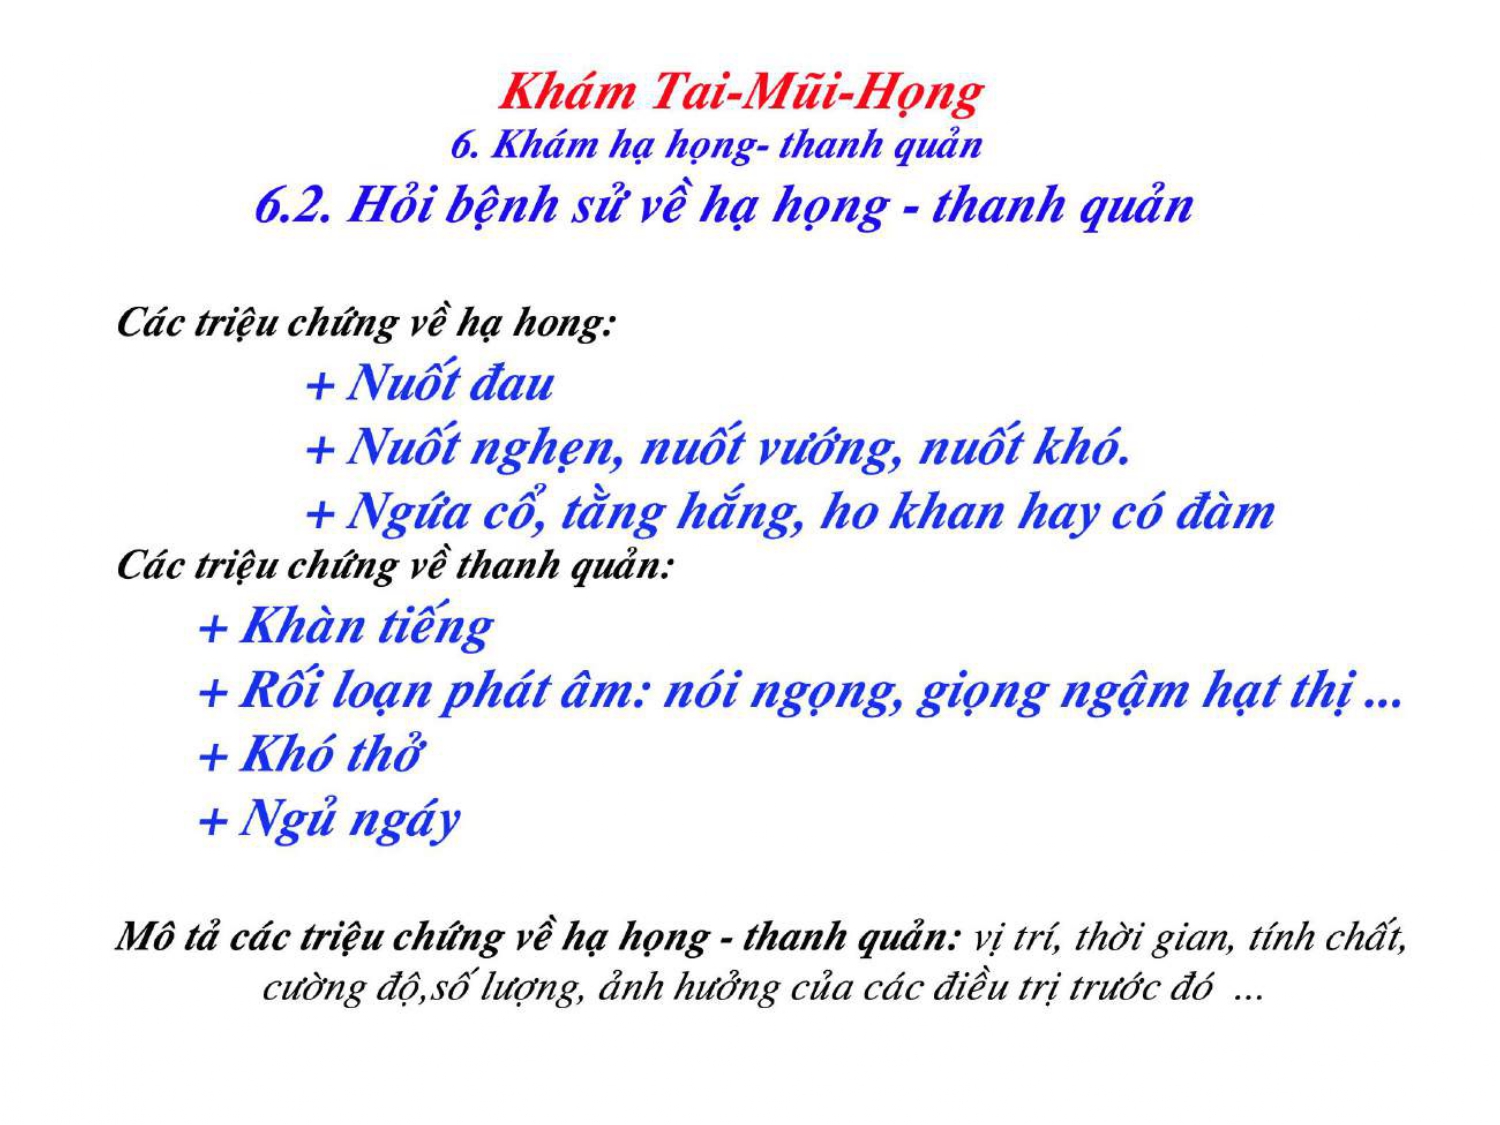 Khám Tai-Mũi-Họng
6. Khám hạ họng- thanh quản
6.2. Hỏi bệnh sử về hạ họng - thanh quản
Các triệu chứng về hạ hong:
+ Nuốt đau
+ Nuốt nghẹn, nuốt vướng, nuốt khó.
+ Ngứa cổ, tằng hắng, ho khan hay có đàm
Các triệu chứng về thanh quản:
+ Khàn tiếng
+ Rối loạn phát âm: nói ngọng, giọng ngậm hạt thị ...
+ Khó thở
+ Ngủ ngáy
Mô tả các triệu chứng về hạ họng - thanh quản: vị trí, thời gian, tính chất,
cường độ,số lượng, ảnh hưởng của các điều trị trước đó ...